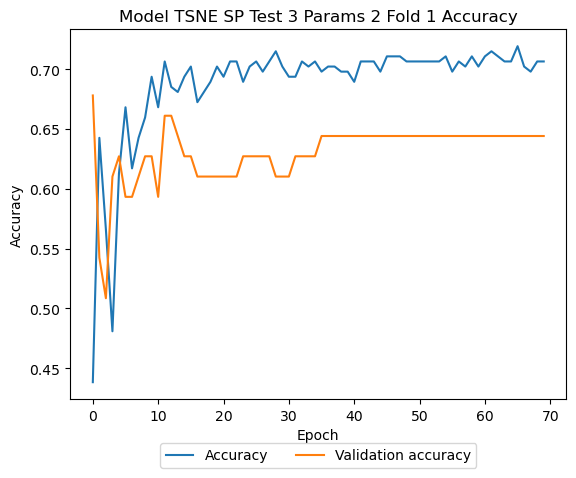 Model TSNE SP Test 3 Params 2 Fold 1 Accuracy
Accuracy
0.70
0.65
0.60
0.55
0.50
0.45
0 10 20 30 40 50 60 70
Epoch
Accuracy Validation accuracy